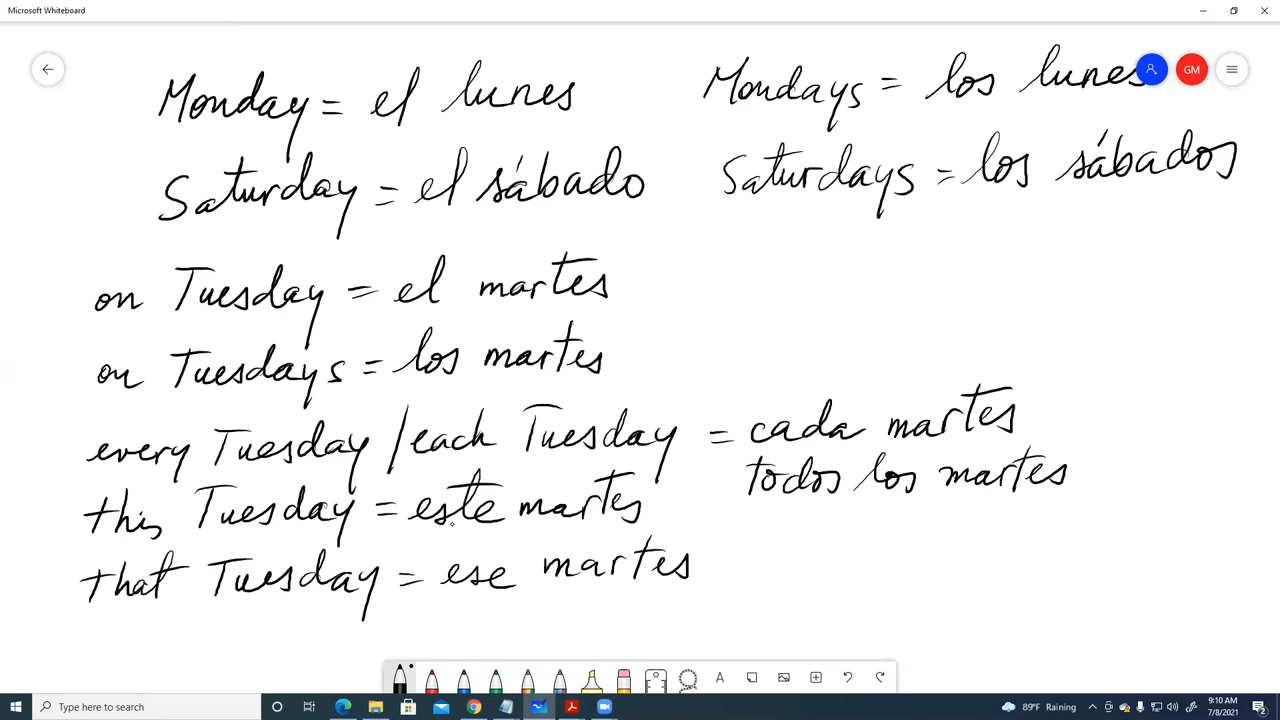 Microsoft Whiteboard
Monday = el lunes
Mondays = los lunes
GM
Saturday = el sábado
Saturdays = los sábados
on Tuesday = el martes
on Tuesdays = los martes
every Tuesday / each Tuesday = cada martes
todos los martes
this Tuesday = este martes
that Tuesday = ese martes
A
Type here to search
89°F Raining
9:10 AM
7/8/2021
2